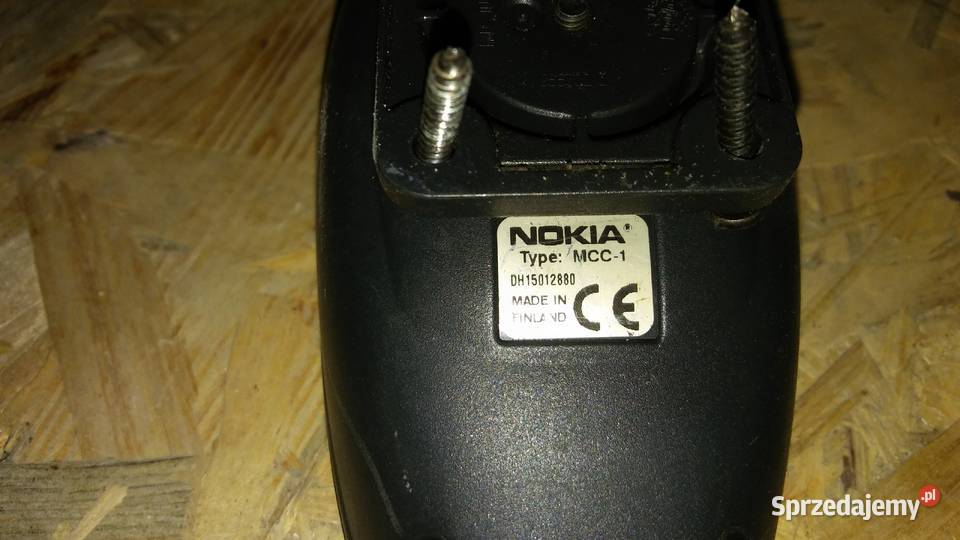 NOKIA®
Type: MCC-1
DH15012880
MADE IN
FINLAND
CE
Sprzedajemy.pl